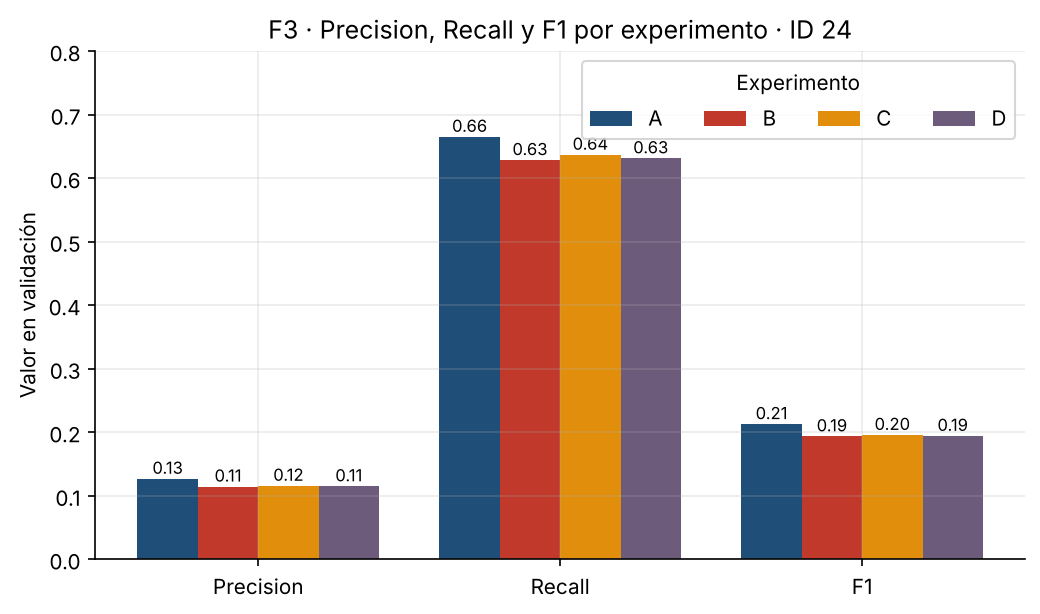 F3 · Precision, Recall y F1 por experimento · ID 24
Experimento
A B C D
Valor en validación
0.8
0.7
0.6
0.5
0.4
0.3
0.2
0.1
0.0
0.13 0.11 0.12 0.11
0.66 0.63 0.64 0.63
0.21 0.19 0.20 0.19
Precision Recall F1